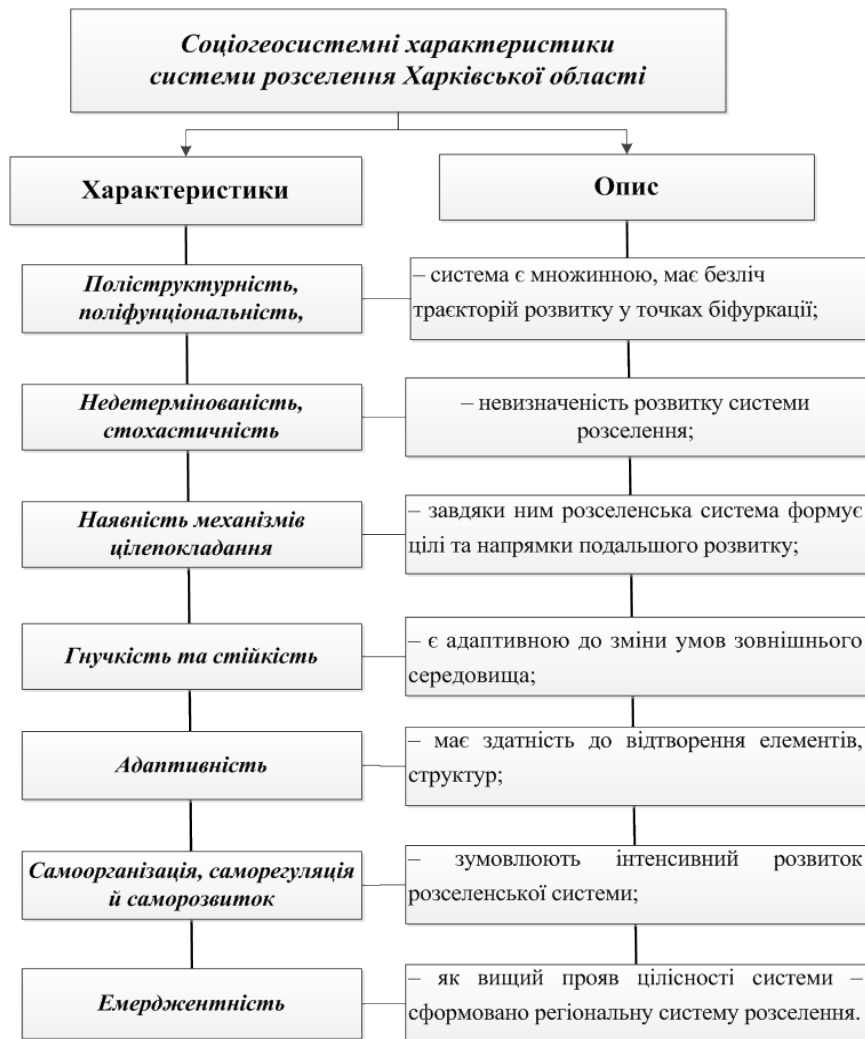 Соціогеосистемні характеристики
системи розселення Харківської області
Характеристики
Опис
Поліструктурність,
поліфунціональність,
– система є множинною, має безліч
траєкторій розвитку у точках біфуркації;
Недетермінованість,
стохастичність
– невизначеність розвитку системи
розселення;
Наявність механізмів
цілепокладання
– завдяки ним розселенська система формує
цілі та напрямки подальшого розвитку;
Гнучкість та стійкість
– є адаптивною до зміни умов зовнішнього
середовища;
Адаптивність
– має здатність до відтворення елементів,
структур;
Самоорганізація, саморегуляція
й саморозвиток
– зумовлюють інтенсивний розвиток
розселенської системи;
Емерджентність
– як вищий прояв цілісності системи –
сформовано регіональну систему розселення.